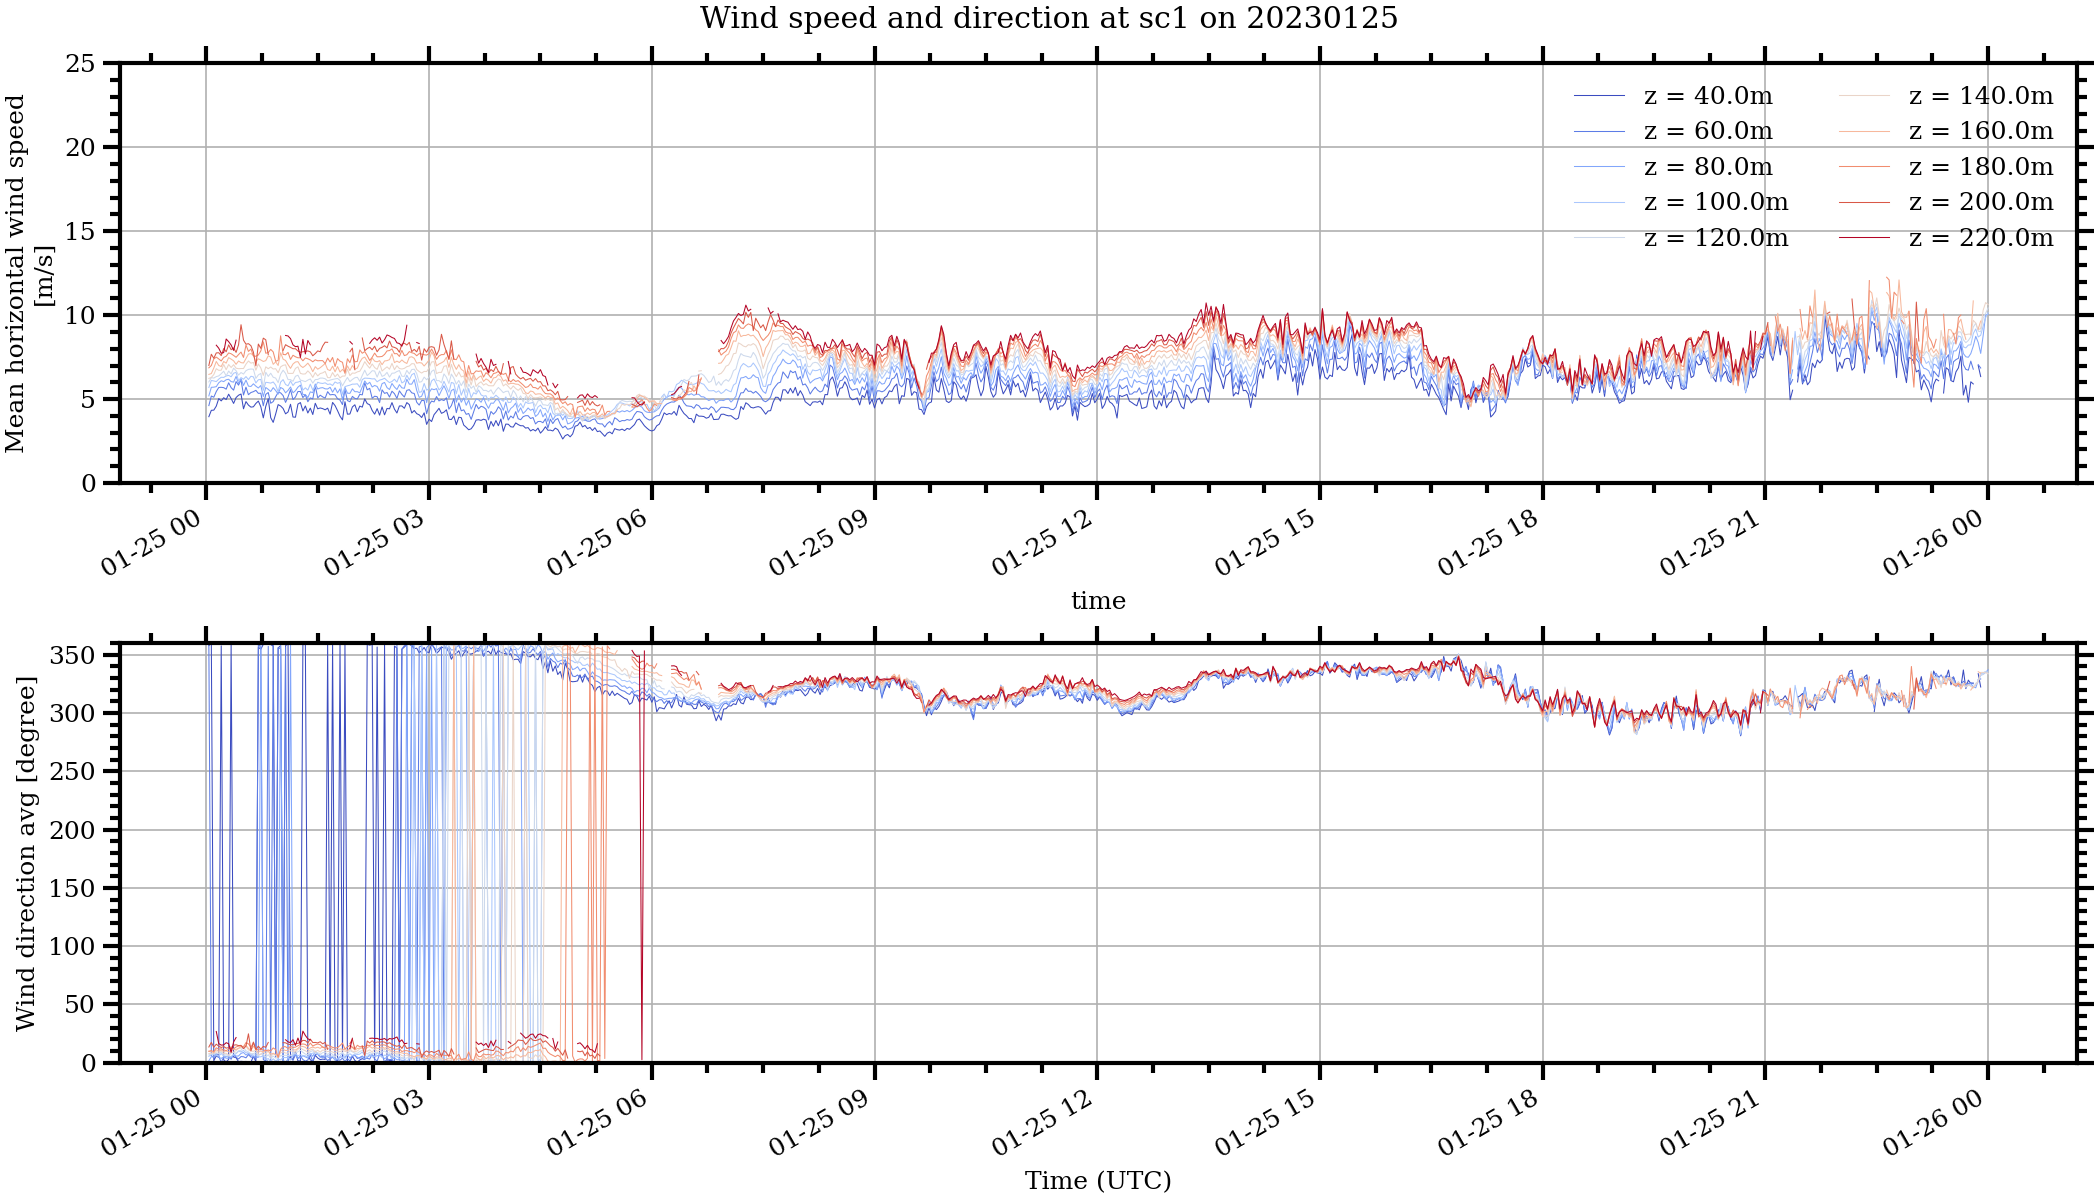 Wind speed and direction at sc1 on 20230125
Mean horizontal wind speed
[m/s]
25
20
15
10
5
0
z = 40.0m
z = 60.0m
z = 80.0m
z = 100.0m
z = 120.0m
z = 140.0m
z = 160.0m
z = 180.0m
z = 200.0m
z = 220.0m
01-25 00
01-25 03
01-25 06
01-25 09
01-25 12
01-25 15
01-25 18
01-25 21
01-26 00
time
Wind direction avg [degree]
350
300
250
200
150
100
50
0
01-25 00
01-25 03
01-25 06
01-25 09
01-25 12
01-25 15
01-25 18
01-25 21
01-26 00
Time (UTC)